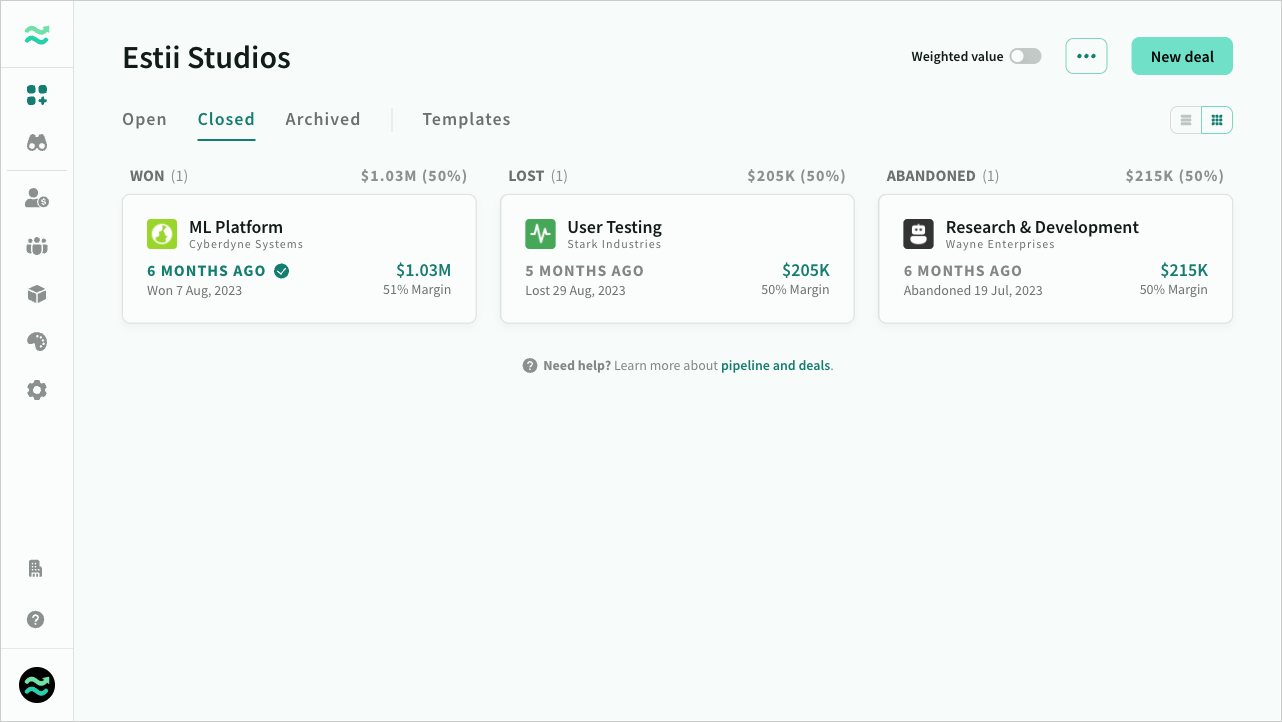 Estii Studios
Weighted value
New deal
Open
Closed
Archived
Templates
WON (1) $1.03M (50%)
ML Platform
Cyberdyne Systems
6 MONTHS AGO $1.03M
Won 7 Aug, 2023 51% Margin
LOST (1) $205K (50%)
User Testing
Stark Industries
5 MONTHS AGO $205K
Lost 29 Aug, 2023 50% Margin
ABANDONED (1) $215K (50%)
Research & Development
Wayne Enterprises
6 MONTHS AGO $215K
Abandoned 19 Jul, 2023 50% Margin
Need help? Learn more about pipeline and deals.